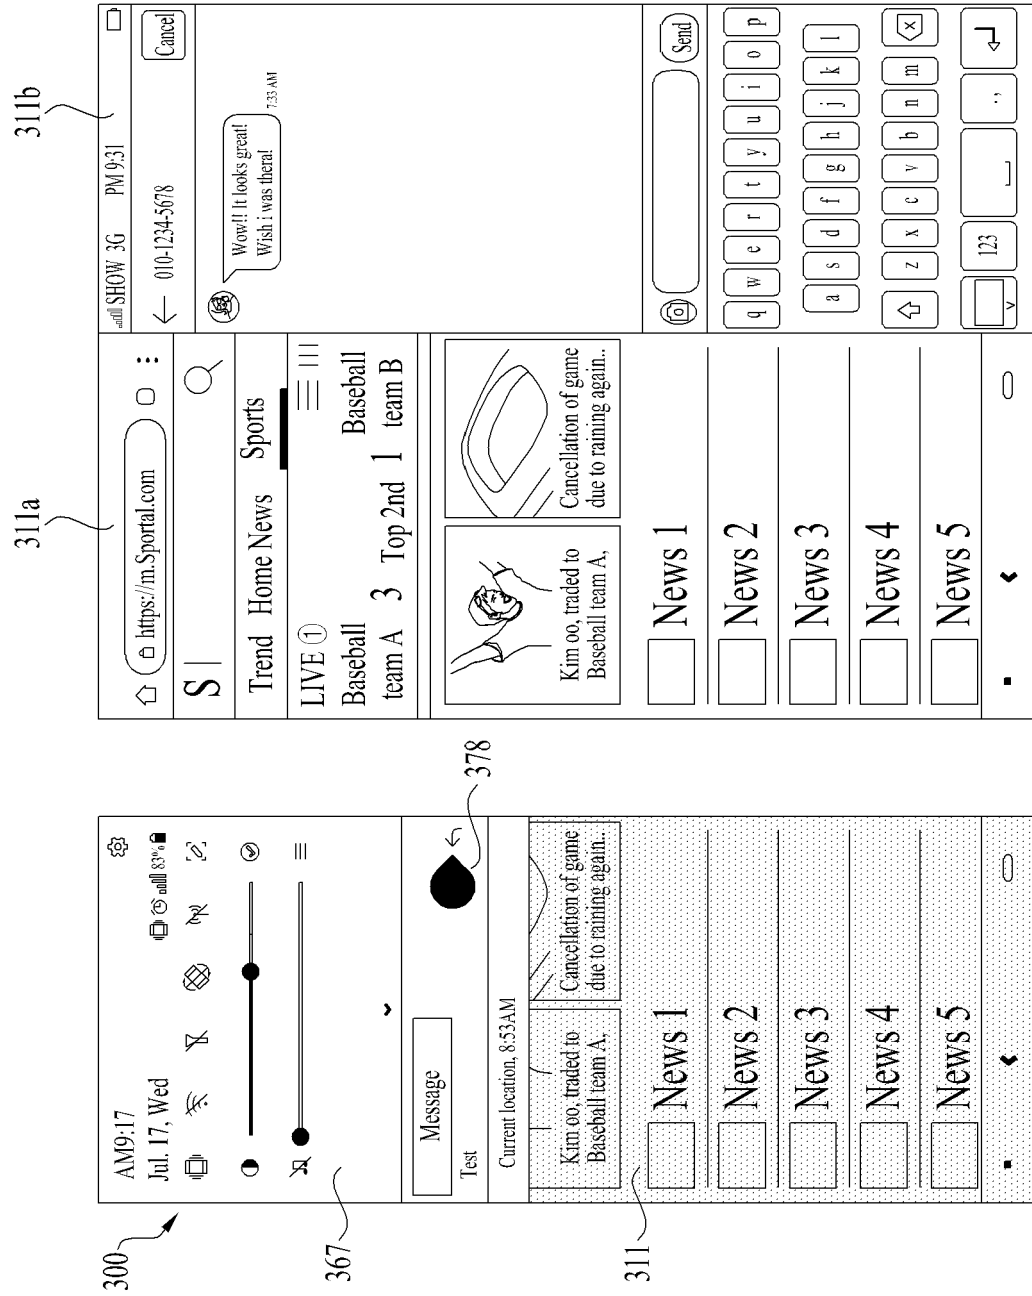 300
AM9:17
Jul. 17, Wed
83%
367
Message
Test
378
Current location, 8:53AM
Kim oo, traded to
Baseball team A,
Cancellation of game
due to raining again..
311
News 1
News 2
News 3
News 4
News 5
311a
https://m.Sportal.com
S
Trend Home News Sports
LIVE 1
Baseball
team A 3 Top 2nd 1 Baseball
team B
Kim oo, traded to
Baseball team A,
Cancellation of game
due to raining again..
News 1
News 2
News 3
News 4
News 5
311b
SHOW 3G PM 9:31
010-1234-5678 Cancel
Wow!! It looks great!
Wish i was thera!
7:33 AM
Send
q w e r t y u i o p
a s d f g h j k l
z x c v b n m
123 . ,